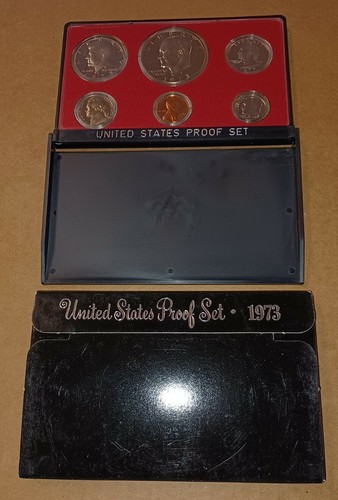 UNITED STATES PROOF SET
United States Proof Set · 1973